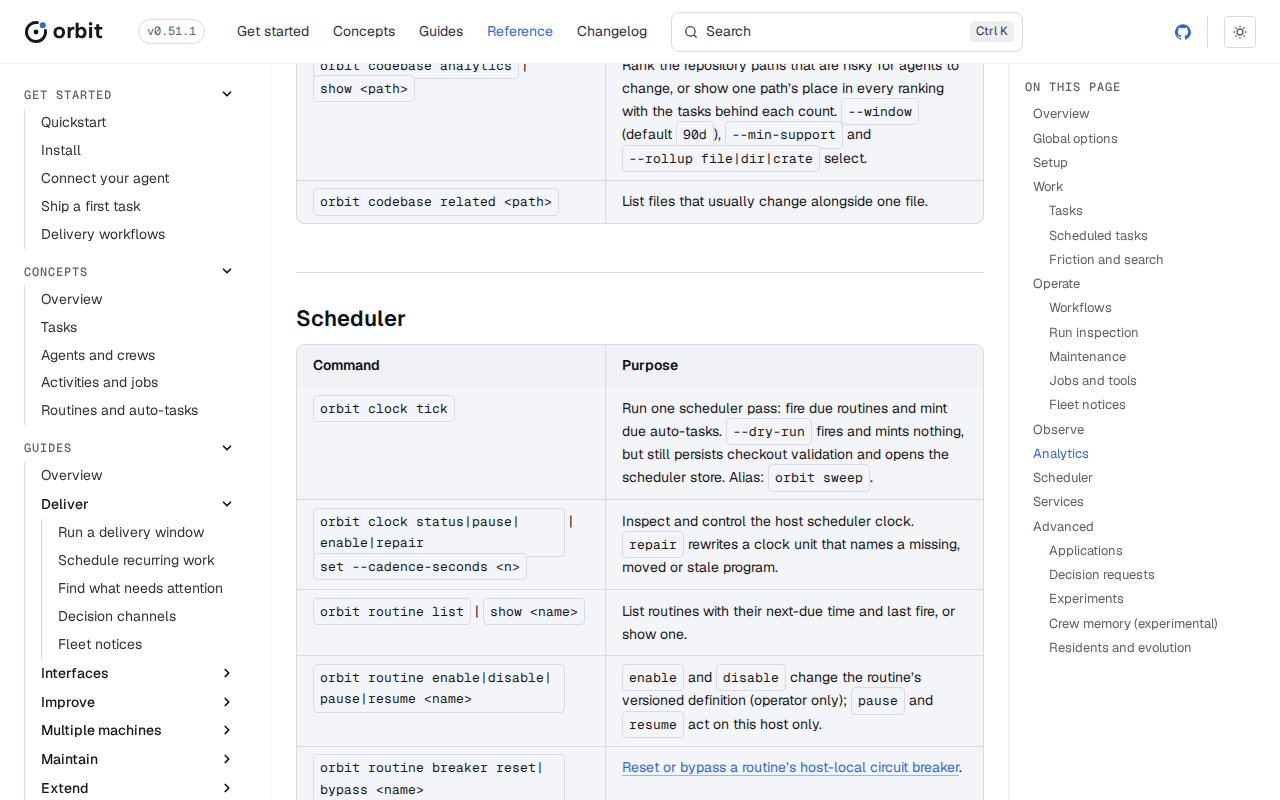 orbit
v0.51.1
Get started
Concepts
Guides
Reference
Changelog
Search
Ctrl K
GET STARTED
Quickstart
Install
Connect your agent
Ship a first task
Delivery workflows
CONCEPTS
Overview
Tasks
Agents and crews
Activities and jobs
Routines and auto-tasks
GUIDES
Overview
Deliver
Run a delivery window
Schedule recurring work
Find what needs attention
Decision channels
Fleet notices
Interfaces
Improve
Multiple machines
Maintain
Extend
orbit codebase analytics |
show <path>
Rank the repository paths that are risky for agents to
change, or show one path's place in every ranking
with the tasks behind each count. --window
(default 90d), --min-support and
--rollup file|dir|crate select.
orbit codebase related <path>
List files that usually change alongside one file.
Scheduler
Command
Purpose
orbit clock tick
Run one scheduler pass: fire due routines and mint
due auto-tasks. --dry-run fires and mints nothing,
but still persists checkout validation and opens the
scheduler store. Alias: orbit sweep.
orbit clock status|pause| |
enable|repair
set --cadence-seconds <n>
Inspect and control the host scheduler clock.
repair rewrites a clock unit that names a missing,
moved or stale program.
orbit routine list | show <name>
List routines with their next-due time and last fire, or
show one.
orbit routine enable|disable|
pause|resume <name>
enable and disable change the routine's
versioned definition (operator only); pause and
resume act on this host only.
orbit routine breaker reset|
bypass <name>
Reset or bypass a routine's host-local circuit breaker.
ON THIS PAGE
Overview
Global options
Setup
Work
Tasks
Scheduled tasks
Friction and search
Operate
Workflows
Run inspection
Maintenance
Jobs and tools
Fleet notices
Observe
Analytics
Scheduler
Services
Advanced
Applications
Decision requests
Experiments
Crew memory (experimental)
Residents and evolution